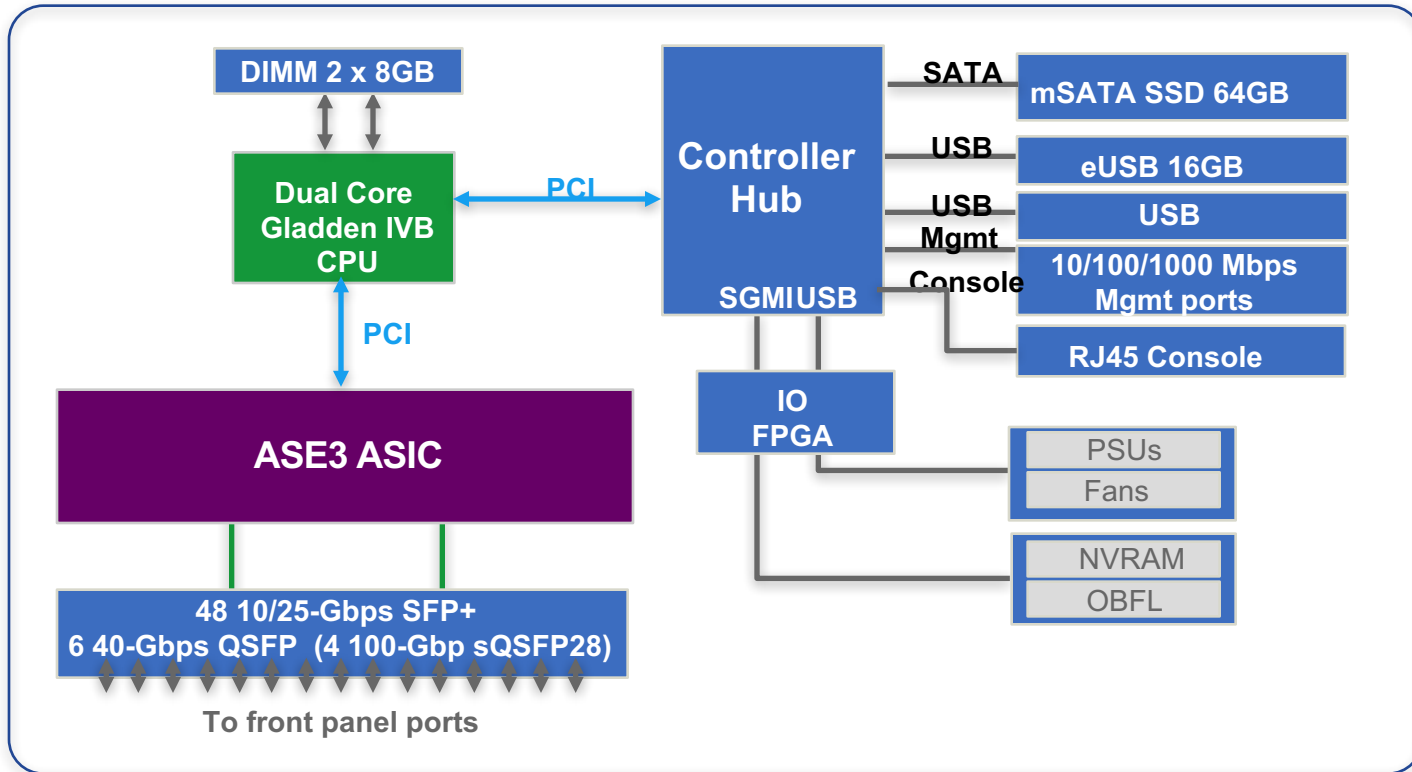 DIMM 2 x 8GB
Dual Core
Gladden IVB
CPU
PCI
PCI
ASE3 ASIC
48 10/25-Gbps SFP+
6 40-Gbps QSFP (4 100-Gbp sQSFP28)
To front panel ports
Controller
Hub
SGMIUSB
SATA
mSATA SSD 64GB
USB
eUSB 16GB
USB
USB
Mgmt
10/100/1000 Mbps
Mgmt ports
Console
RJ45 Console
IO
FPGA
PSUs
Fans
NVRAM
OBFL